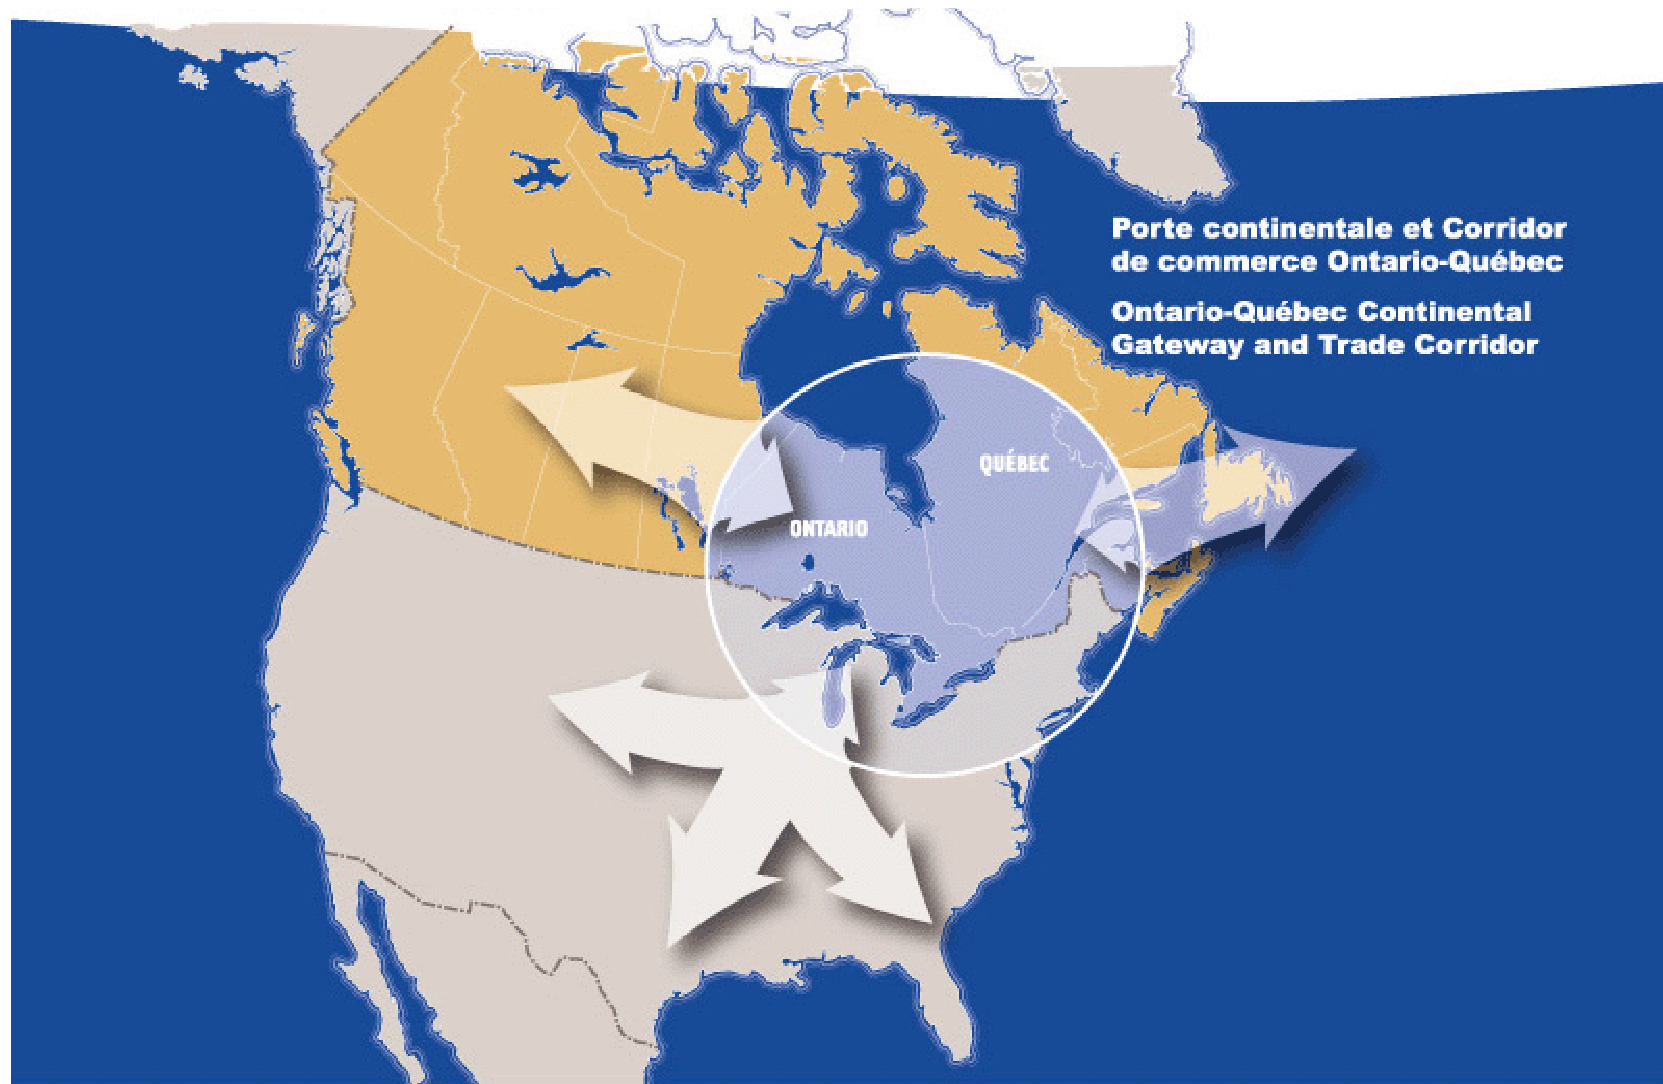 Porte continentale et Corridor
de commerce Ontario-Québec
Ontario-Québec Continental
Gateway and Trade Corridor
QUÉBEC
ONTARIO